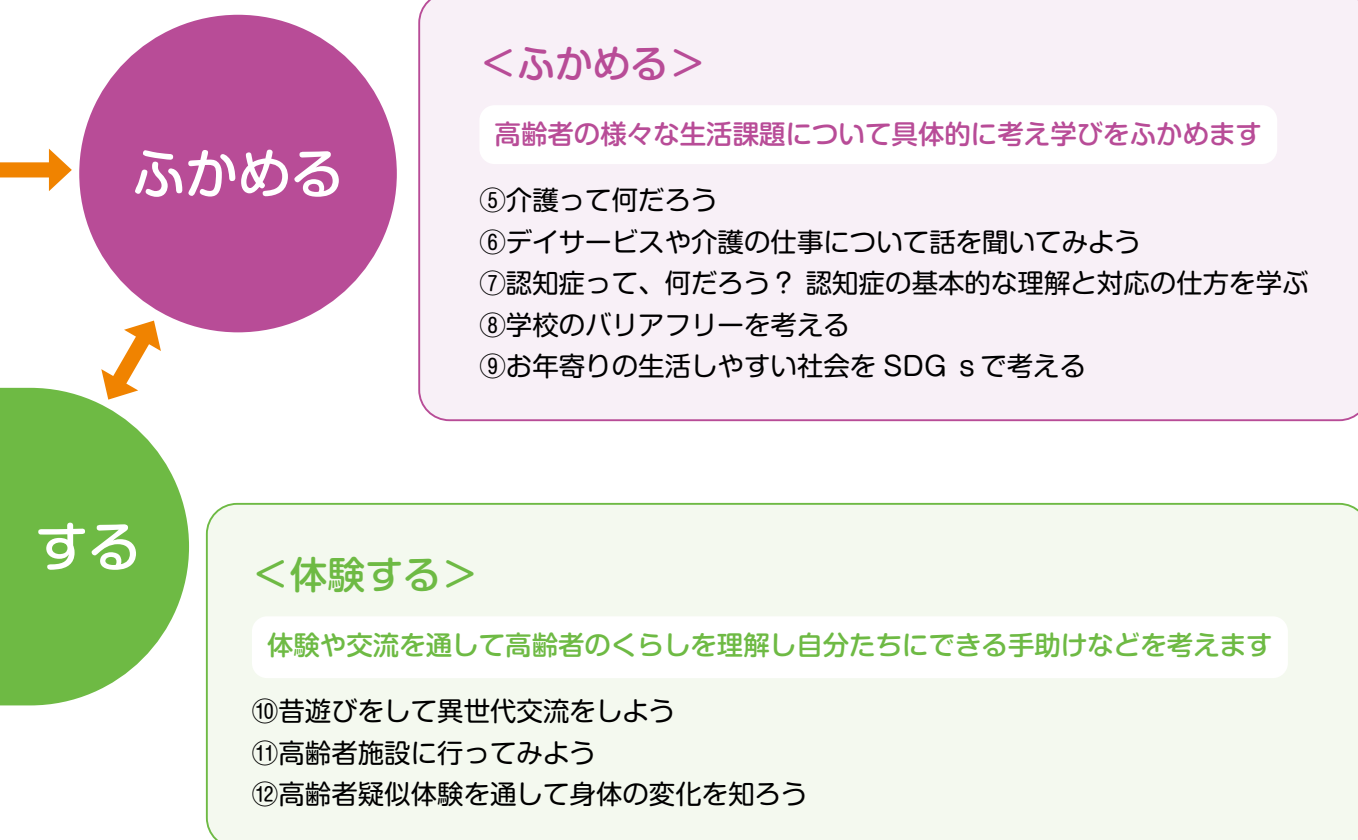 ふかめる
＜ふかめる＞
高齢者の様々な生活課題について具体的に考え学びをふかめます
⑤介護って何だろう
⑥デイサービスや介護の仕事について話を聞いてみよう
⑦認知症って、何だろう？ 認知症の基本的な理解と対応の仕方を学ぶ
⑧学校のバリアフリーを考える
⑨お年寄りの生活しやすい社会を SDG ｓで考える
する
＜体験する＞
体験や交流を通して高齢者のくらしを理解し自分たちにできる手助けなどを考えます
⑩昔遊びをして異世代交流をしよう
⑪高齢者施設に行ってみよう
⑫高齢者疑似体験を通して身体の変化を知ろう